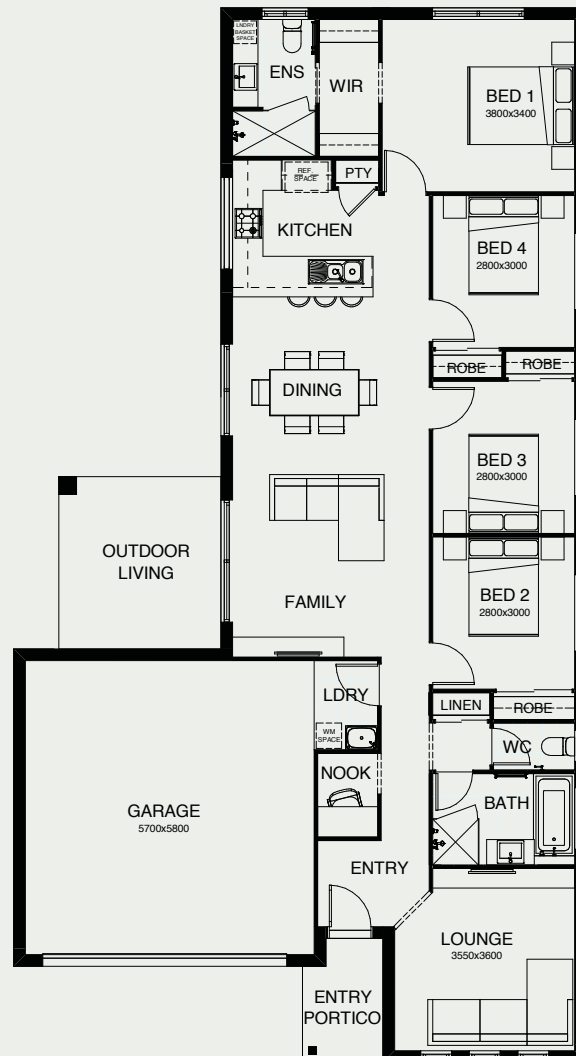 LNDRY
BASKET
SPACE
ENS
WIR
BED 1
3800x3400
REF.
SPACE
PTY
KITCHEN
BED 4
2800x3000
ROBE
ROBE
DINING
BED 3
2800x3000
OUTDOOR
LIVING
BED 2
2800x3000
FAMILY
LDRY
LINEN
ROBE
WM
SPACE
WC
NOOK
BATH
GARAGE
5700x5800
ENTRY
LOUNGE
3550x3600
ENTRY
PORTICO